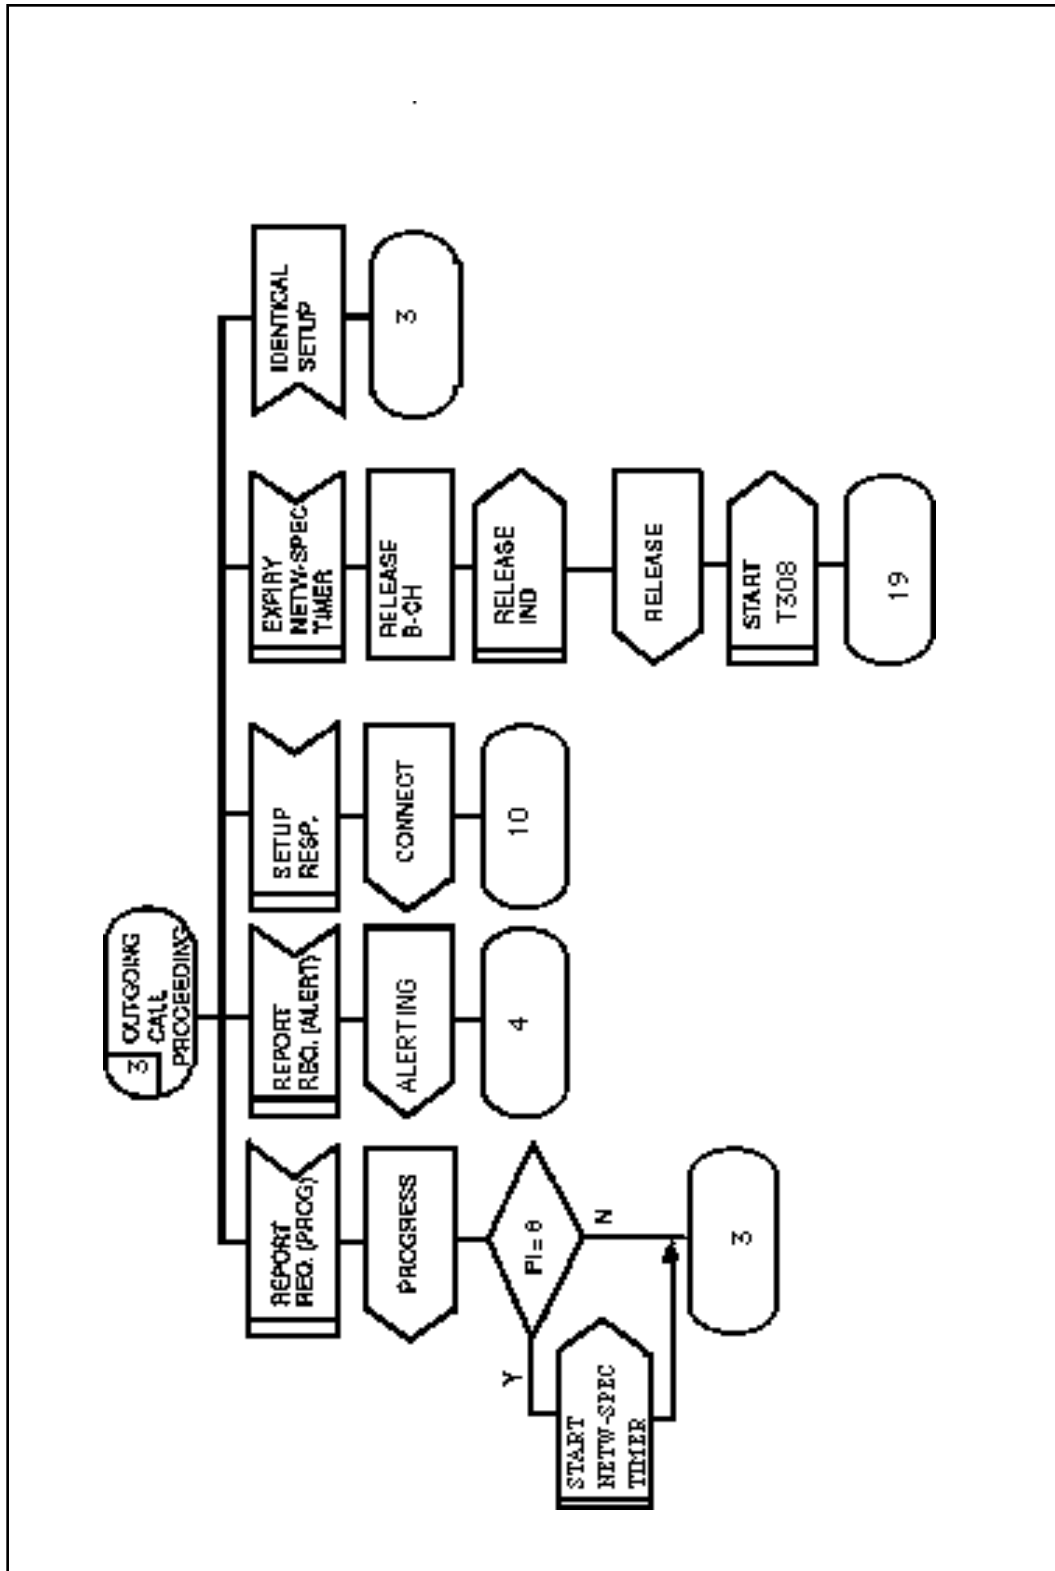 3
OUTGOING
CALL
PROCEEDING
REPORT
REQ. (PROG)
PROGRESS
PI = 8
Y
N
START
NETW-SPEC
TIMER
3
REPORT
REQ. (ALERT)
ALERTING
4
SETUP
RESP.
CONNECT
10
EXPIRY
NETW-SPEC
TIMER
RELEASE
B-CH
RELEASE
IND
RELEASE
START
T308
19
IDENTICAL
SETUP
3